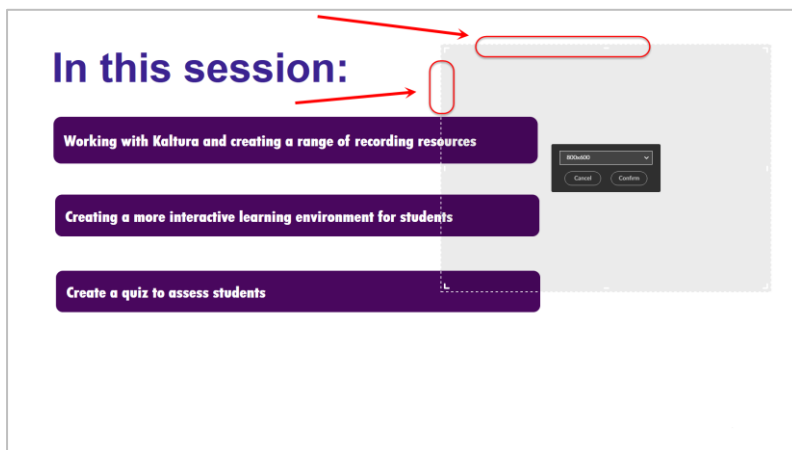 In this session:
Working with Kaltura and creating a range of recording resources
800x600
Cancel Confirm
Creating a more interactive learning environment for students
Create a quiz to assess students